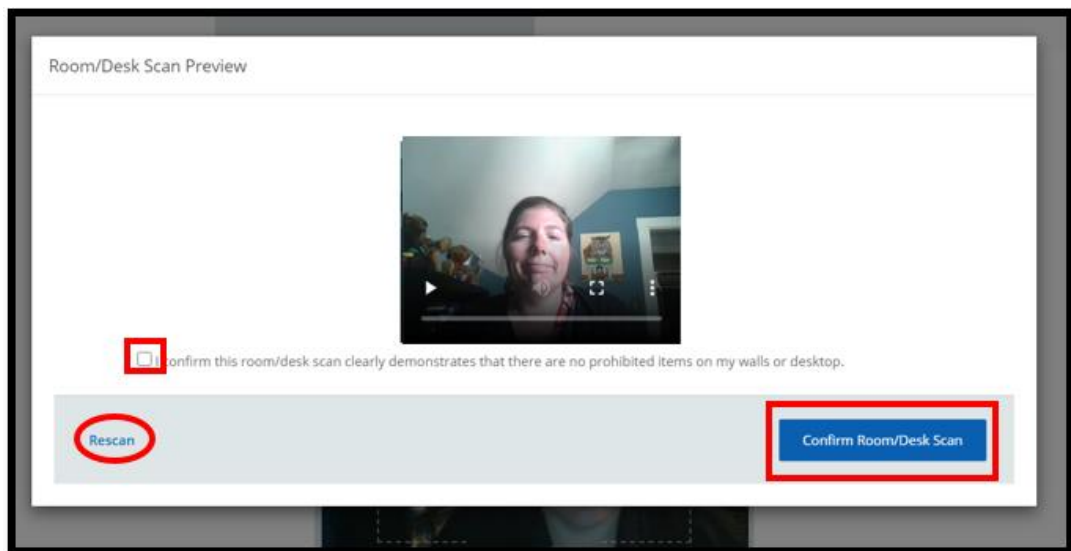 Room/Desk Scan Preview
I confirm this room/desk scan clearly demonstrates that there are no prohibited items on my walls or desktop.
Rescan
Confirm Room/Desk Scan